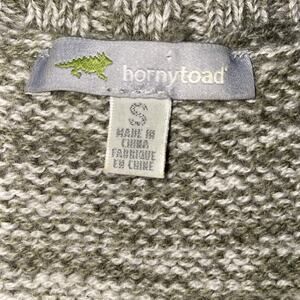 hornytoad
S
MADE IN
CHINA
FABRIQUE
EN CHINE